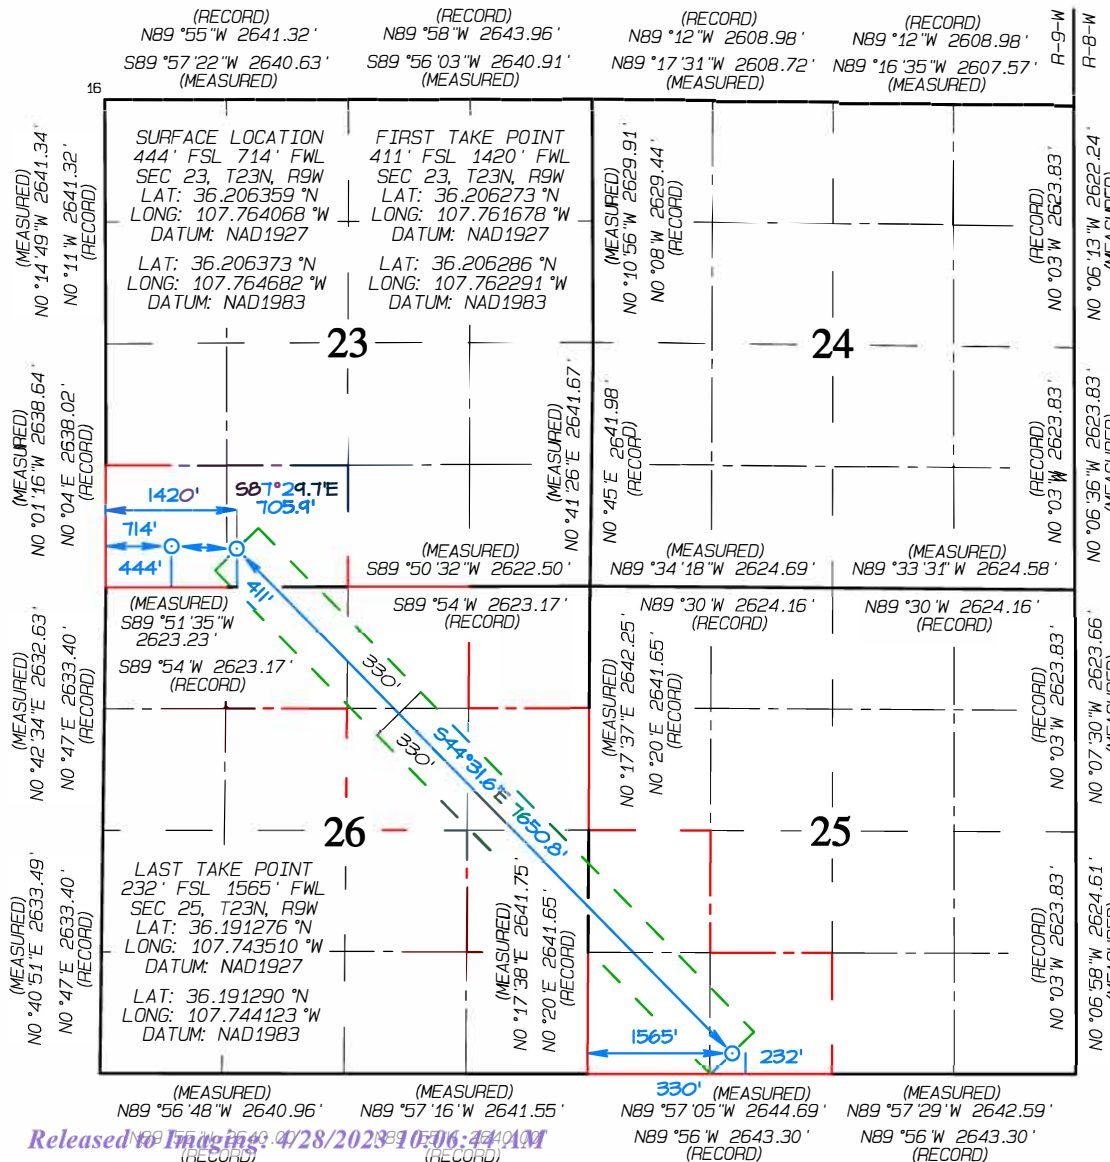 (RECORD)
N89°55'W 2641.32'
S89°57'22"W 2640.63'
(MEASURED)
(RECORD)
N89°58'W 2643.96'
S89°56'03"W 2640.91'
(MEASURED)
(RECORD)
N89°12'W 2608.98'
N89°17'31"W 2608.72'
(MEASURED)
(RECORD)
N89°12'W 2608.98'
N89°16'35"W 2607.57'
(MEASURED)
R-9-W
R-8-W
16
SURFACE LOCATION
444' FSL 714' FWL
SEC 23, T23N, R9W
LAT: 36.206359°N
LONG: 107.764068°W
DATUM: NAD1927
LAT: 36.206373°N
LONG: 107.764682°W
DATUM: NAD1983
FIRST TAKE POINT
411' FSL 1420' FWL
SEC 23, T23N, R9W
LAT: 36.206273°N
LONG: 107.761678°W
DATUM: NAD1927
LAT: 36.206286°N
LONG: 107.762291°W
DATUM: NAD1983
(MEASURED)
N0°14'49"W 2641.34'
N0°11'W 2641.32'
(RECORD)
(MEASURED)
N0°10'56"W 2629.91'
N0°08'W 2629.44'
(RECORD)
(RECORD)
N0°03'W 2623.83'
N0°06'13"W 2622.24'
(MEASURED)
23
24
(MEASURED)
N0°01'16"W 2638.64'
N0°04'E 2638.02'
(RECORD)
(MEASURED)
N0°41'26"E 2641.67'
N0°45'E 2641.98'
(RECORD)
(RECORD)
N0°03'W 2623.83'
N0°06'36"W 2623.83'
(MEASURED)
1420'
S87°29.7'E
705.9'
714'
444'
411'
(MEASURED)
S89°50'32"W 2622.50'
(MEASURED)
N89°34'18"W 2624.69'
(MEASURED)
N89°33'31"W 2624.58'
(MEASURED)
S89°51'35"W
2623.23'
S89°54'W 2623.17'
(RECORD)
S89°54'W 2623.17'
(RECORD)
N89°30'W 2624.16'
(RECORD)
N89°30'W 2624.16'
(RECORD)
(MEASURED)
N0°42'34"E 2632.63'
N0°47'E 2633.40'
(RECORD)
330'
330'
S44°31.6'E 7650.8'
(MEASURED)
N0°17'37"E 2642.25'
N0°20'E 2641.65'
(RECORD)
(RECORD)
N0°03'W 2623.83'
N0°07'30"W 2623.66'
(MEASURED)
26
25
LAST TAKE POINT
232' FSL 1565' FWL
SEC 25, T23N, R9W
LAT: 36.191276°N
LONG: 107.743510°W
DATUM: NAD1927
LAT: 36.191290°N
LONG: 107.744123°W
DATUM: NAD1983
(MEASURED)
N0°40'51"E 2633.49'
N0°47'E 2633.40'
(RECORD)
(MEASURED)
N0°17'38"E 2641.75'
N0°20'E 2641.65'
(RECORD)
(RECORD)
N0°03'W 2623.83'
N0°06'58"W 2624.61'
(MEASURED)
1565'
232'
330'
(MEASURED)
N89°56'48"W 2640.96'
(MEASURED)
N89°57'16"W 2641.55'
(MEASURED)
N89°57'05"W 2644.69'
N89°56'W 2643.30'
(RECORD)
(MEASURED)
N89°57'29"W 2642.59'
N89°56'W 2643.30'
(RECORD)
N89°55'W 2640.00'
(RECORD)
N89°55'W 2640.00'
(RECORD)
Released to Imaging: 4/28/2023 10:06:44 AM